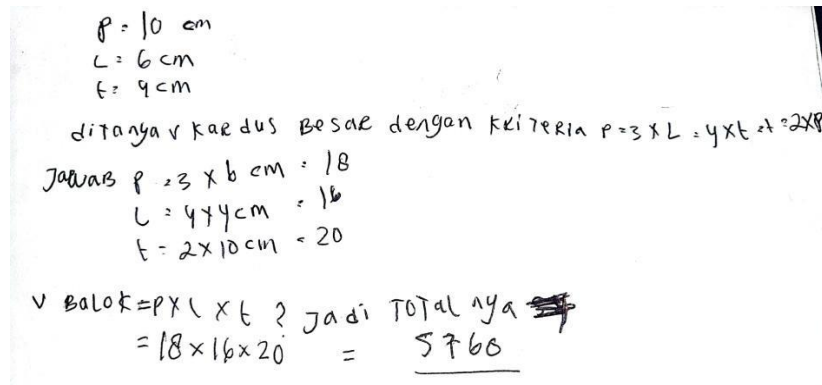 P = 10 cm
L = 6 cm
t = 4 cm
ditanya v kardus Besar dengan kriteria P = 3 x L = 4 x t = t = 2 x P
Jawab P = 3 x 6 cm = 18
L = 4 x 4 cm = 16
t = 2 x 10 cm = 20
V Balok = P x L x t ? Jadi Total nya
= 18 x 16 x 20 = 5760